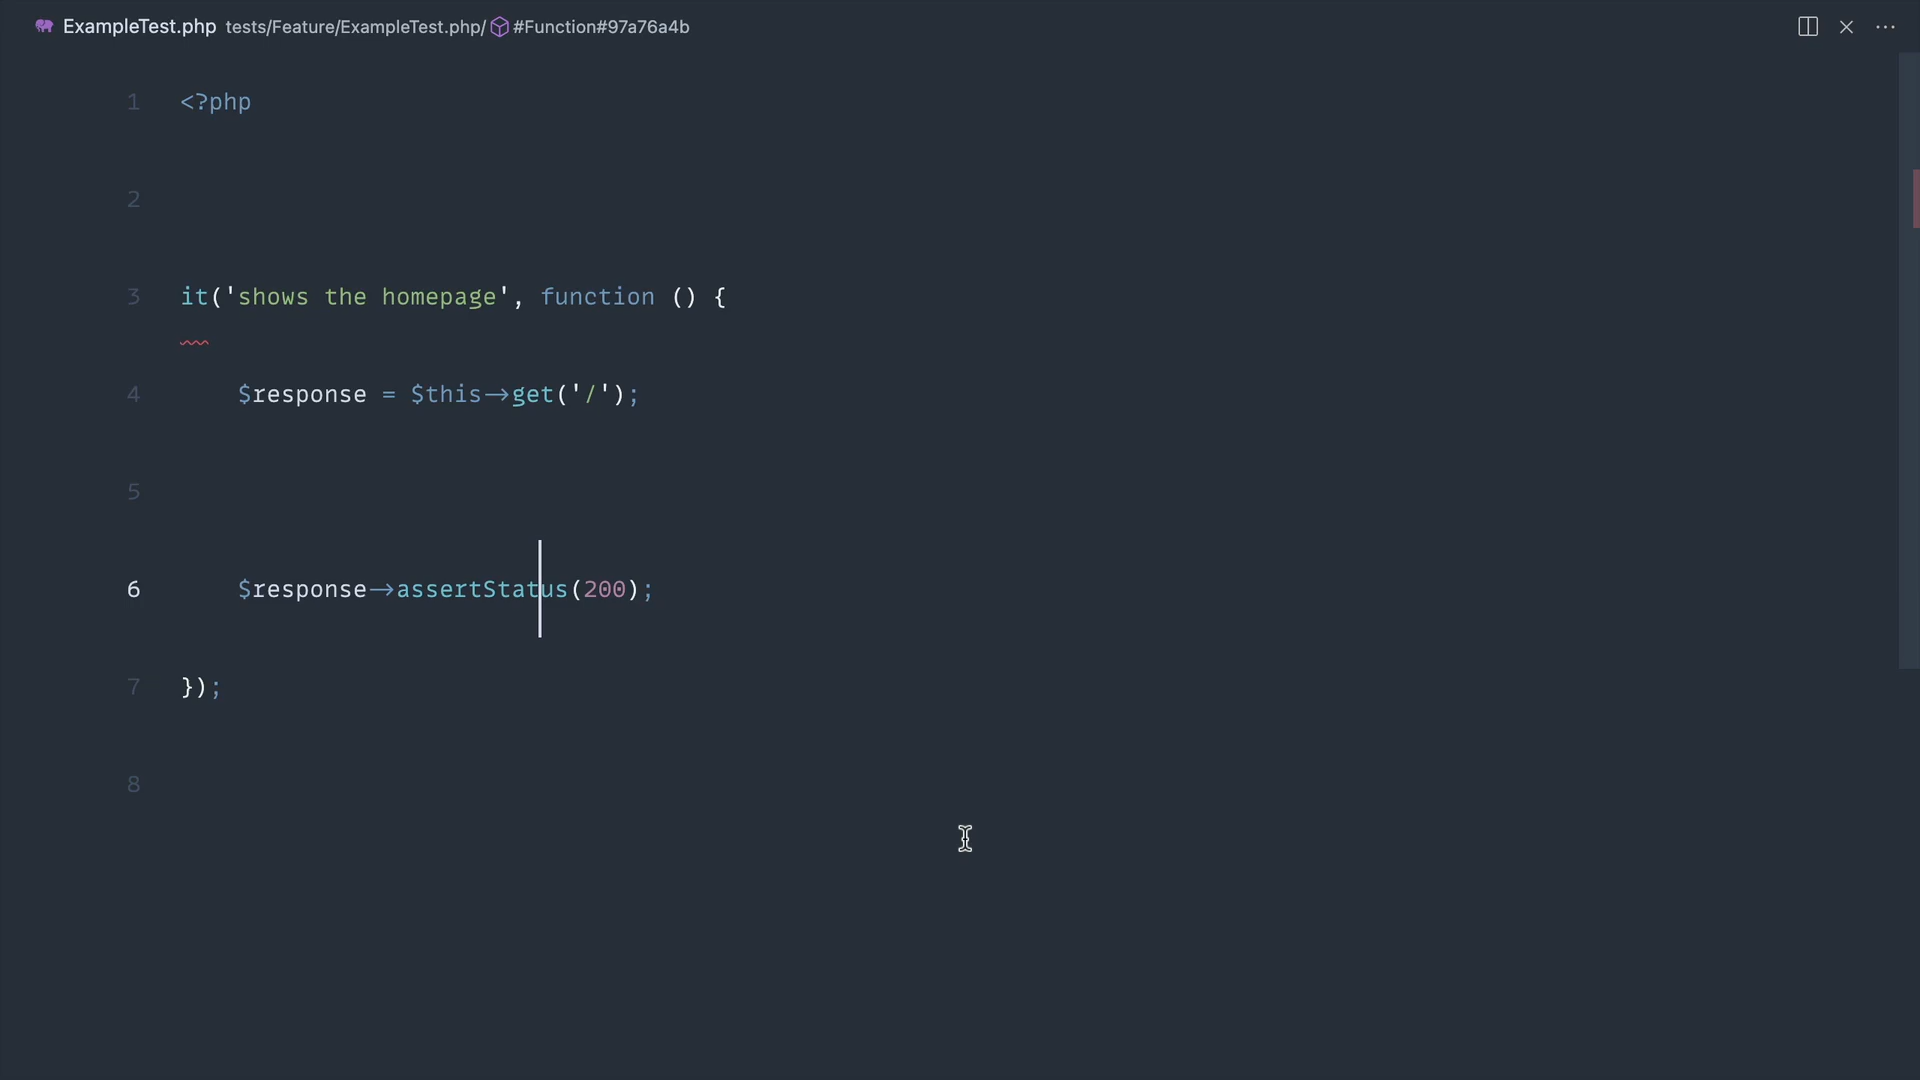 ExampleTest.php tests/Feature/ExampleTest.php/ #Function#97a76a4b
1 <?php
2
3 it('shows the homepage', function () {
4 $response = $this->get('/');
5
6 $response->assertStatus(200);
7 });
8